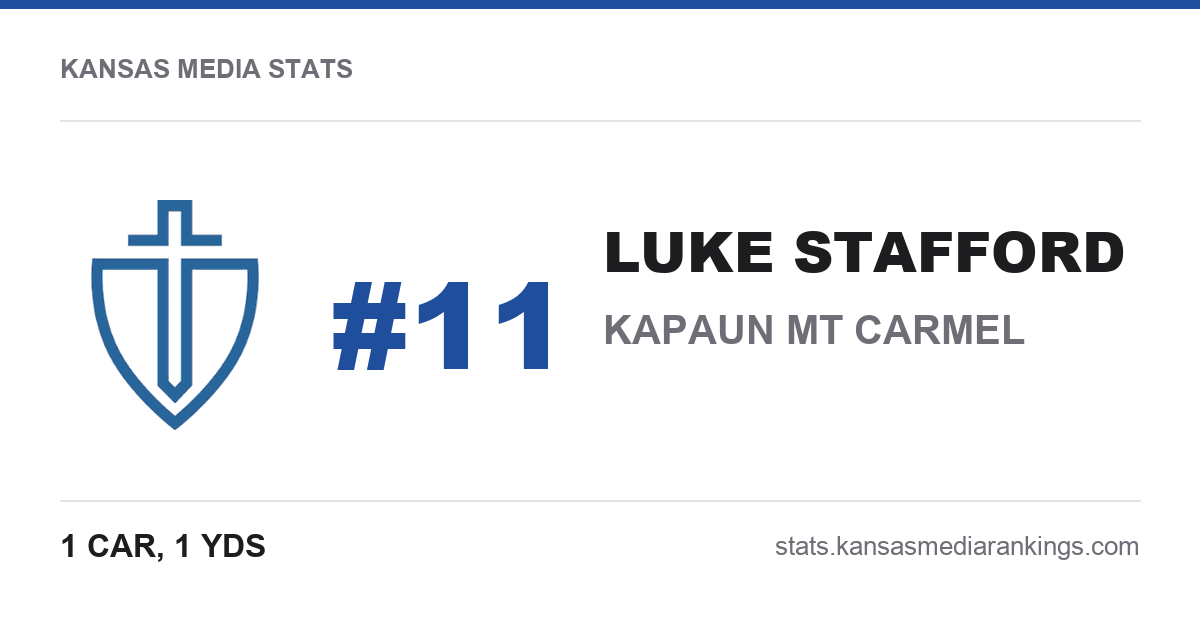 KANSAS MEDIA STATS
#11
LUKE STAFFORD
KAPAUN MT CARMEL
1 CAR, 1 YDS
stats.kansasmediarankings.com